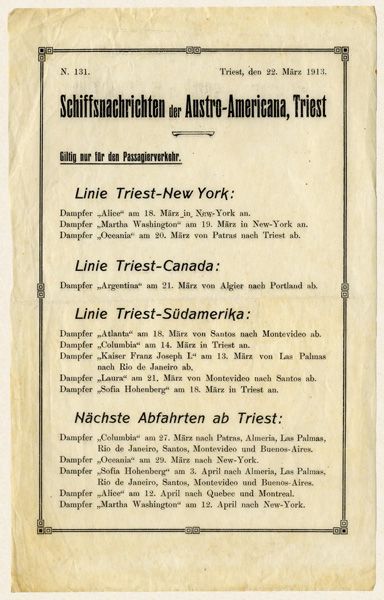 N. 131. Triest, den 22. März 1913.
Schiffsnachrichten der Austro-Americana, Triest
Giltig nur für den Passagierverkehr.
Linie Triest-New York:
Dampfer „Alice“ am 18. März in New-York an.
Dampfer „Martha Washington“ am 19. März in New-York an.
Dampfer „Oceania“ am 20. März von Patras nach Triest ab.
Linie Triest-Canada:
Dampfer „Argentina“ am 21. März von Algier nach Portland ab.
Linie Triest-Südamerika:
Dampfer „Atlanta“ am 18. März von Santos nach Montevideo ab.
Dampfer „Columbia“ am 14. März in Triest an.
Dampfer „Kaiser Franz Joseph I.“ am 13. März von Las Palmas
nach Rio de Janeiro ab.
Dampfer „Laura“ am 21. März von Montevideo nach Santos ab.
Dampfer „Sofia Hohenberg“ am 18. März in Triest an.
Nächste Abfahrten ab Triest:
Dampfer „Columbia“ am 27. März nach Patras, Almeria, Las Palmas,
Rio de Janeiro, Santos, Montevideo und Buenos-Aires.
Dampfer „Oceania“ am 29. März nach New-York.
Dampfer „Sofia Hohenberg“ am 3. April nach Almeria, Las Palmas,
Rio de Janeiro, Santos, Montevideo und Buenos-Aires.
Dampfer „Alice“ am 12. April nach Quebec und Montreal.
Dampfer „Martha Washington“ am 12. April nach New-York.